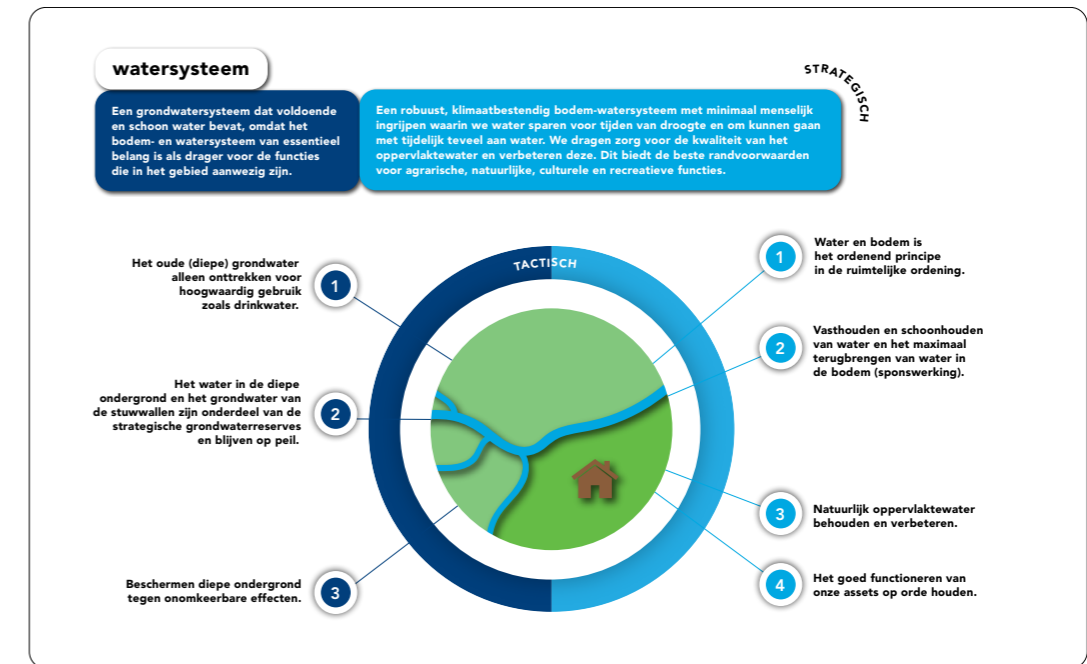 watersysteem
STRATEGISCH
Een grondwatersysteem dat voldoende
en schoon water bevat, omdat het
bodem- en watersysteem van essentieel
belang is als drager voor de functies
die in het gebied aanwezig zijn.
Een robuust, klimaatbestendig bodem-watersysteem met minimaal menselijk
ingrijpen waarin we water sparen voor tijden van droogte en om kunnen gaan
met tijdelijk teveel aan water. We dragen zorg voor de kwaliteit van het
oppervlaktewater en verbeteren deze. Dit biedt de beste randvoorwaarden
voor agrarische, natuurlijke, culturele en recreatieve functies.
TACTISCH
Het oude (diepe) grondwater
alleen onttrekken voor
hoogwaardig gebruik
zoals drinkwater.
1
Het water in de diepe
ondergrond en het grondwater van
de stuwwallen zijn onderdeel van de
strategische grondwaterreserves
en blijven op peil.
2
Beschermen diepe ondergrond
tegen onomkeerbare effecten.
3
1
Water en bodem is
het ordenend principe
in de ruimtelijke ordening.
2
Vasthouden en schoonhouden
van water en het maximaal
terugbrengen van water in
de bodem (sponswerking).
3
Natuurlijk oppervlaktewater
behouden en verbeteren.
4
Het goed functioneren van
onze assets op orde houden.